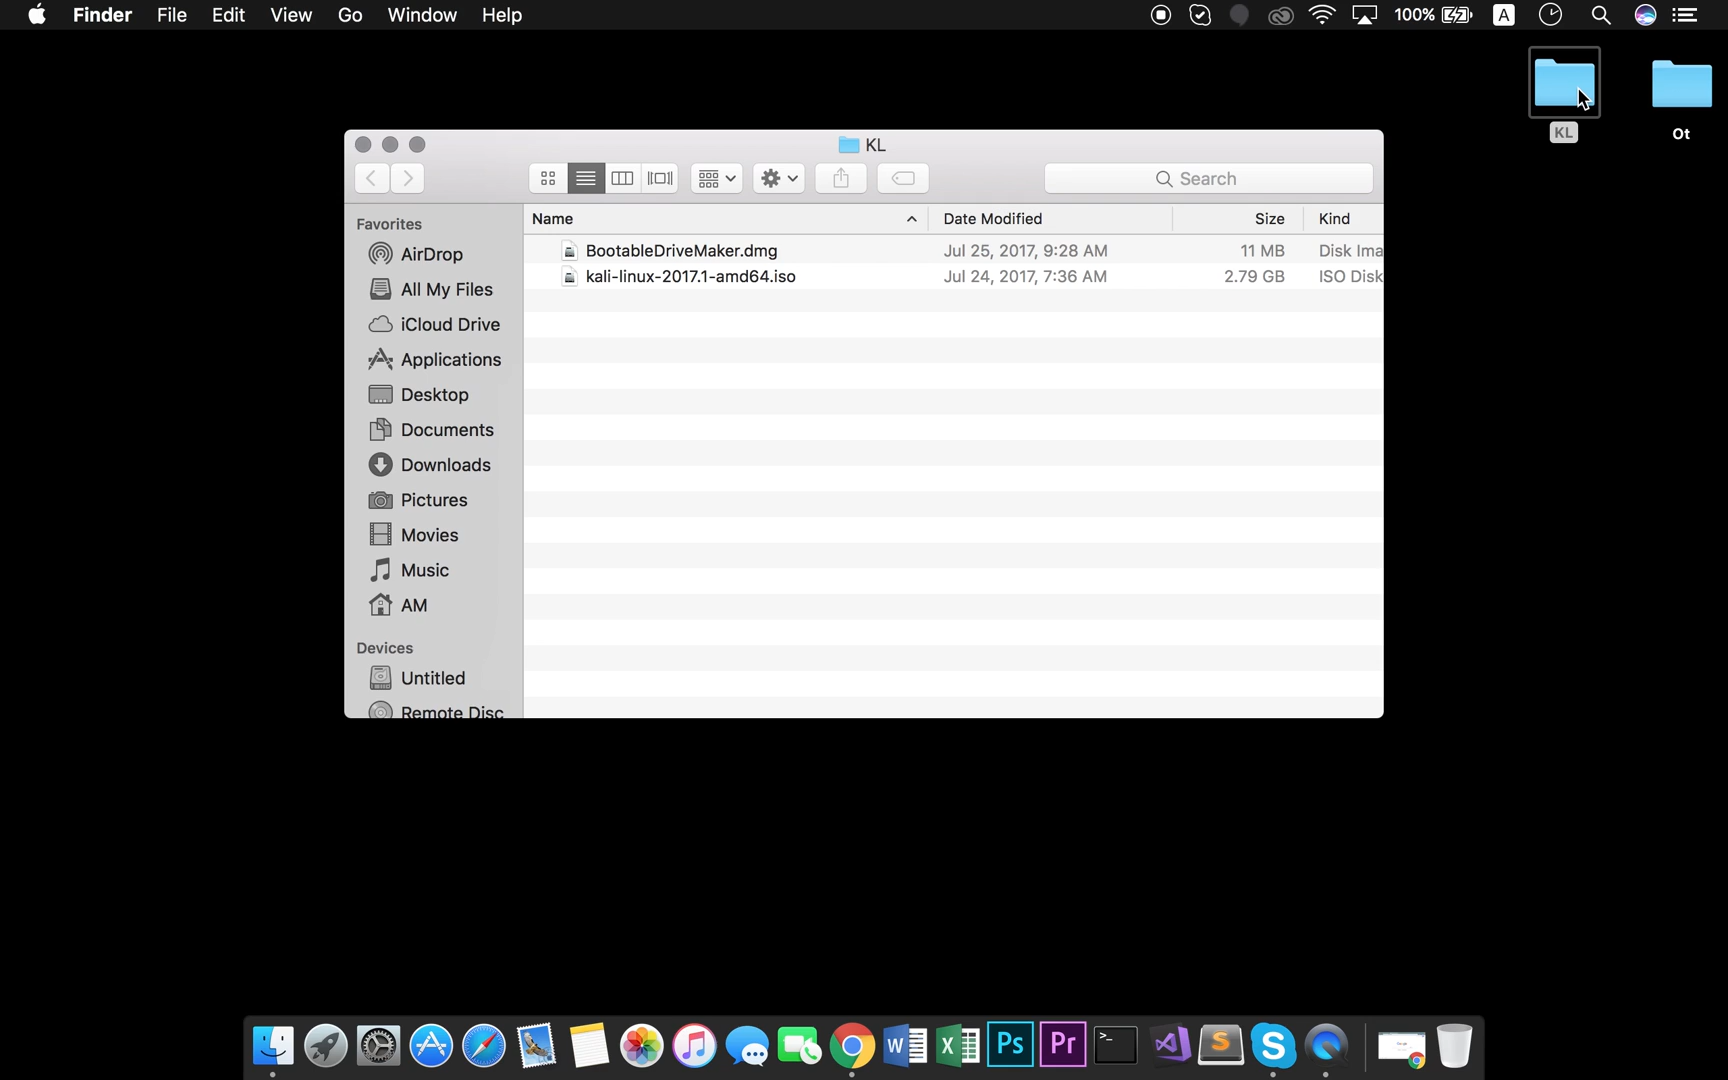 Finder File Edit View Go Window Help 100% A
KL
Ot
KL
Search
Favorites
AirDrop
All My Files
iCloud Drive
Applications
Desktop
Documents
Downloads
Pictures
Movies
Music
AM
Devices
Untitled
Remote Disc
Name Date Modified Size Kind
BootableDriveMaker.dmg Jul 25, 2017, 9:28 AM 11 MB Disk Ima
kali-linux-2017.1-amd64.iso Jul 24, 2017, 7:36 AM 2.79 GB ISO Disk
W X Ps Pr >_ S S